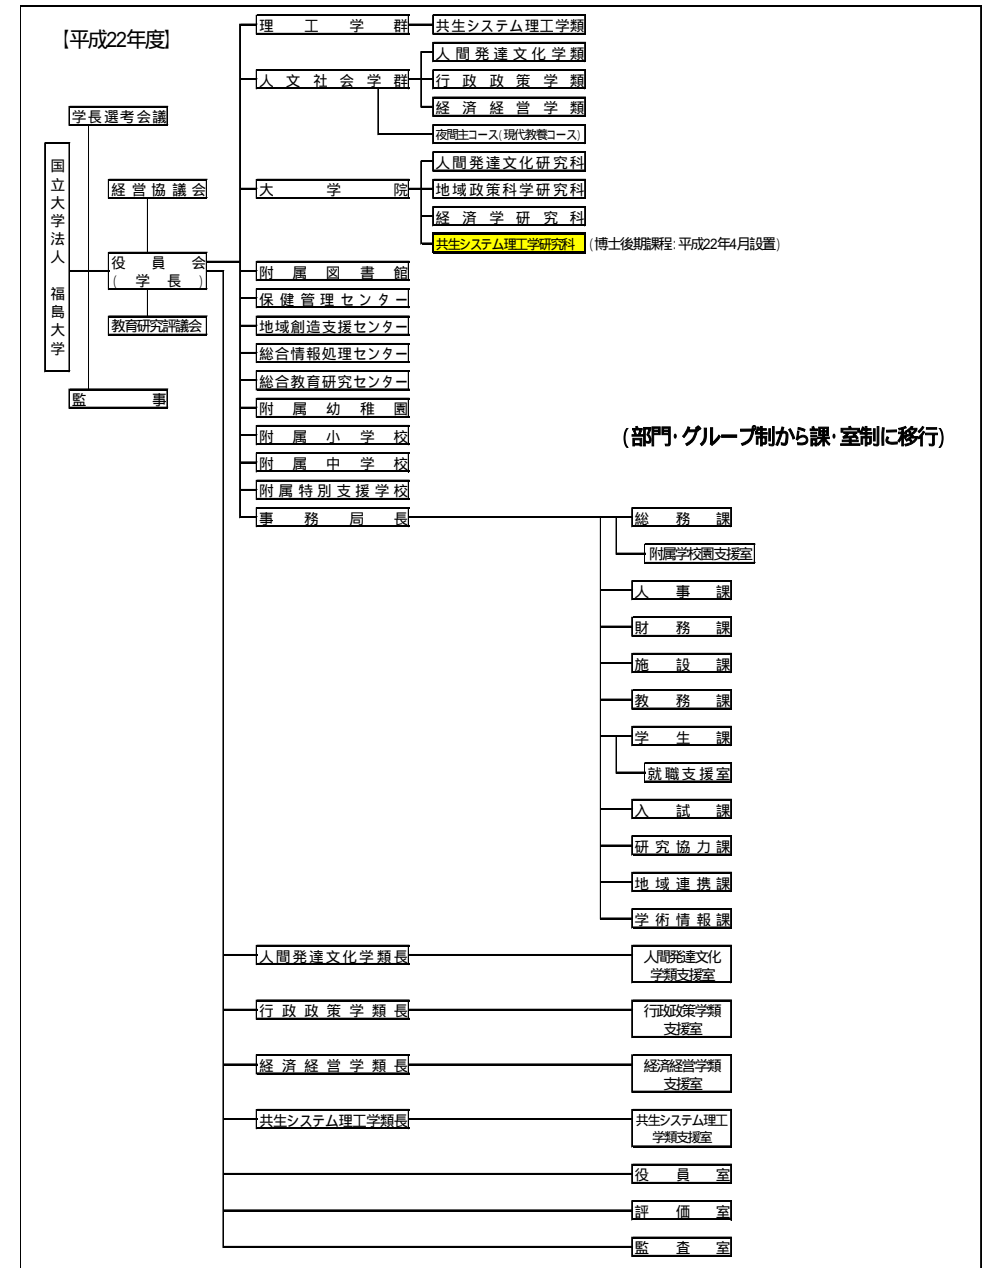 【平成22年度】
学長選考会議
国立大学法人 福島大学
経営協議会
役員会
(学長)
教育研究評議会
監事
理工学群
共生システム理工学類
人文社会学群
人間発達文化学類
行政政策学類
経済経営学類
夜間主コース(現代教養コース)
大学院
人間発達文化研究科
地域政策科学研究科
経済学研究科
共生システム理工学研究科 (博士後期課程:平成22年4月設置)
附属図書館
保健管理センター
地域創造支援センター
総合情報処理センター
総合教育研究センター
附属幼稚園
附属小学校
附属中学校
附属特別支援学校
事務局長
(部門・グループ制から課・室制に移行)
総務課
附属学校園支援室
人事課
財務課
施設課
教務課
学生課
就職支援室
入試課
研究協力課
地域連携課
学術情報課
人間発達文化学類長
人間発達文化
学類支援室
行政政策学類長
行政政策学類
支援室
経済経営学類長
経済経営学類
支援室
共生システム理工学類長
共生システム理工
学類支援室
役員室
評価室
監査室